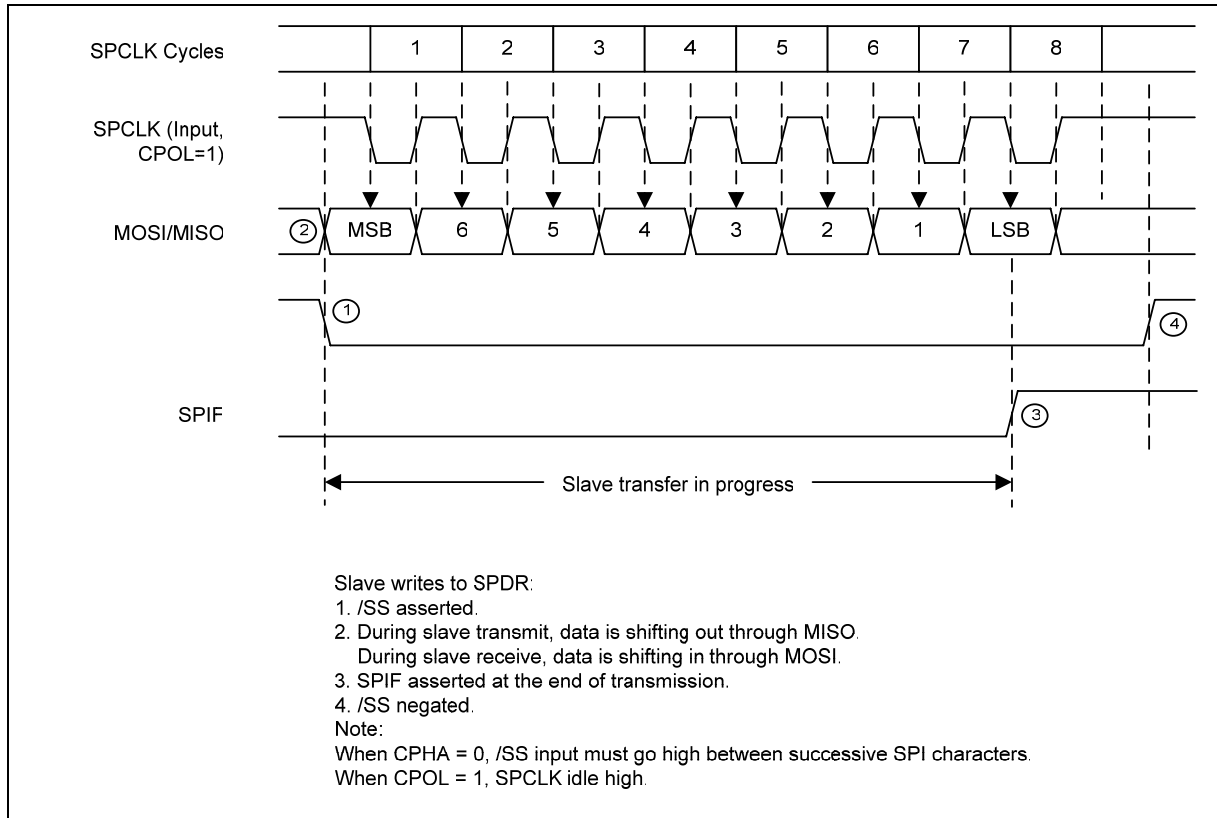 SPCLK Cycles
1 2 3 4 5 6 7 8
SPCLK (Input,
CPOL=1)
MOSI/MISO
② MSB 6 5 4 3 2 1 LSB
①
④
SPIF
③
Slave transfer in progress
Slave writes to SPDR:
1. /SS asserted.
2. During slave transmit, data is shifting out through MISO.
During slave receive, data is shifting in through MOSI.
3. SPIF asserted at the end of transmission.
4. /SS negated.
Note:
When CPHA = 0, /SS input must go high between successive SPI characters.
When CPOL = 1, SPCLK idle high.